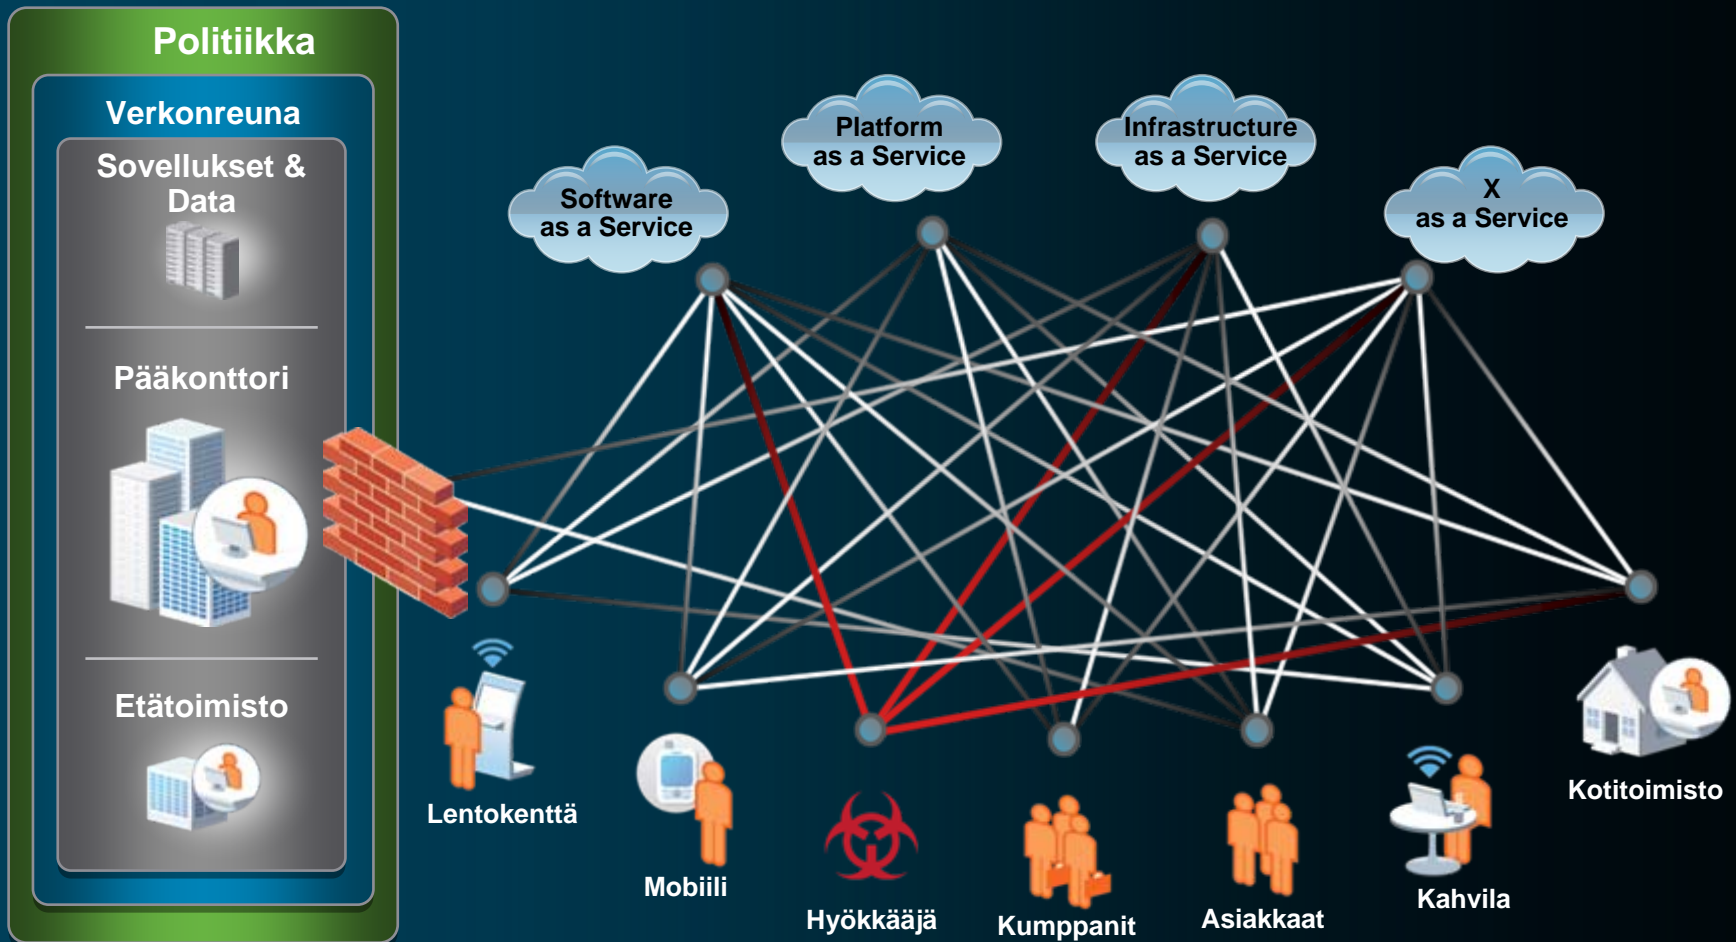 Politiikka
Verkonreuna
Sovellukset &
Data
Pääkonttori
Etätoimisto
Software
as a Service
Platform
as a Service
Infrastructure
as a Service
X
as a Service
Lentokenttä
Mobiili
Hyökkääjä
Kumppanit
Asiakkaat
Kahvila
Kotitoimisto